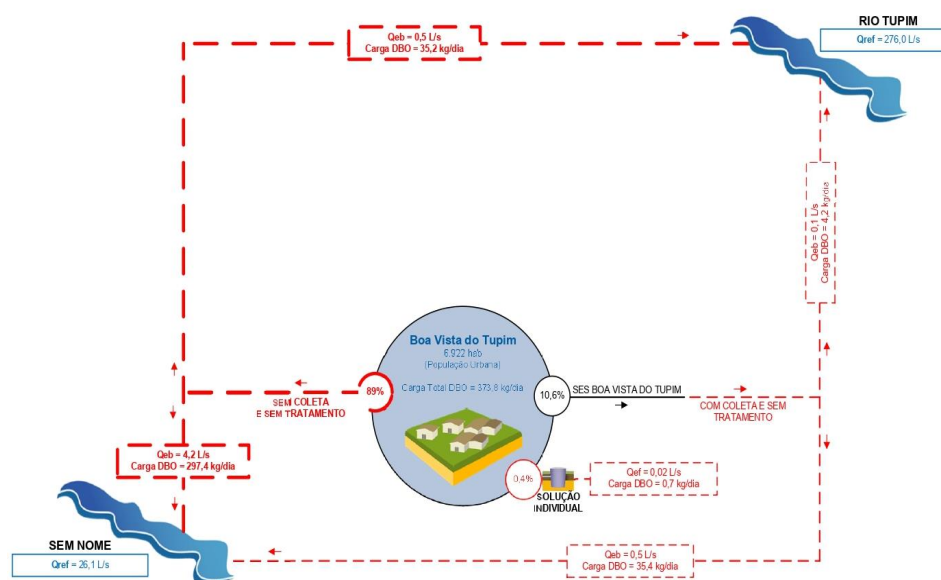 RIO TUPIM
Qref = 276,0 L/s
Qeb = 0,5 L/s
Carga DBO = 35,2 kg/dia
Qeb = 0,1 L/s
Carga DBO = 4,2 kg/dia
Boa Vista do Tupim
6.922 hab
(População Urbana)
Carga Total DBO = 373,8 kg/dia
89%
SEM COLETA
E SEM TRATAMENTO
10,6%
SES BOA VISTA DO TUPIM
COM COLETA E SEM
TRATAMENTO
Qeb = 4,2 L/s
Carga DBO = 297,4 kg/dia
0,4%
SOLUÇÃO
INDIVIDUAL
Qef = 0,02 L/s
Carga DBO = 0,7 kg/dia
SEM NOME
Qref = 26,1 L/s
Qeb = 0,5 L/s
Carga DBO = 35,4 kg/dia